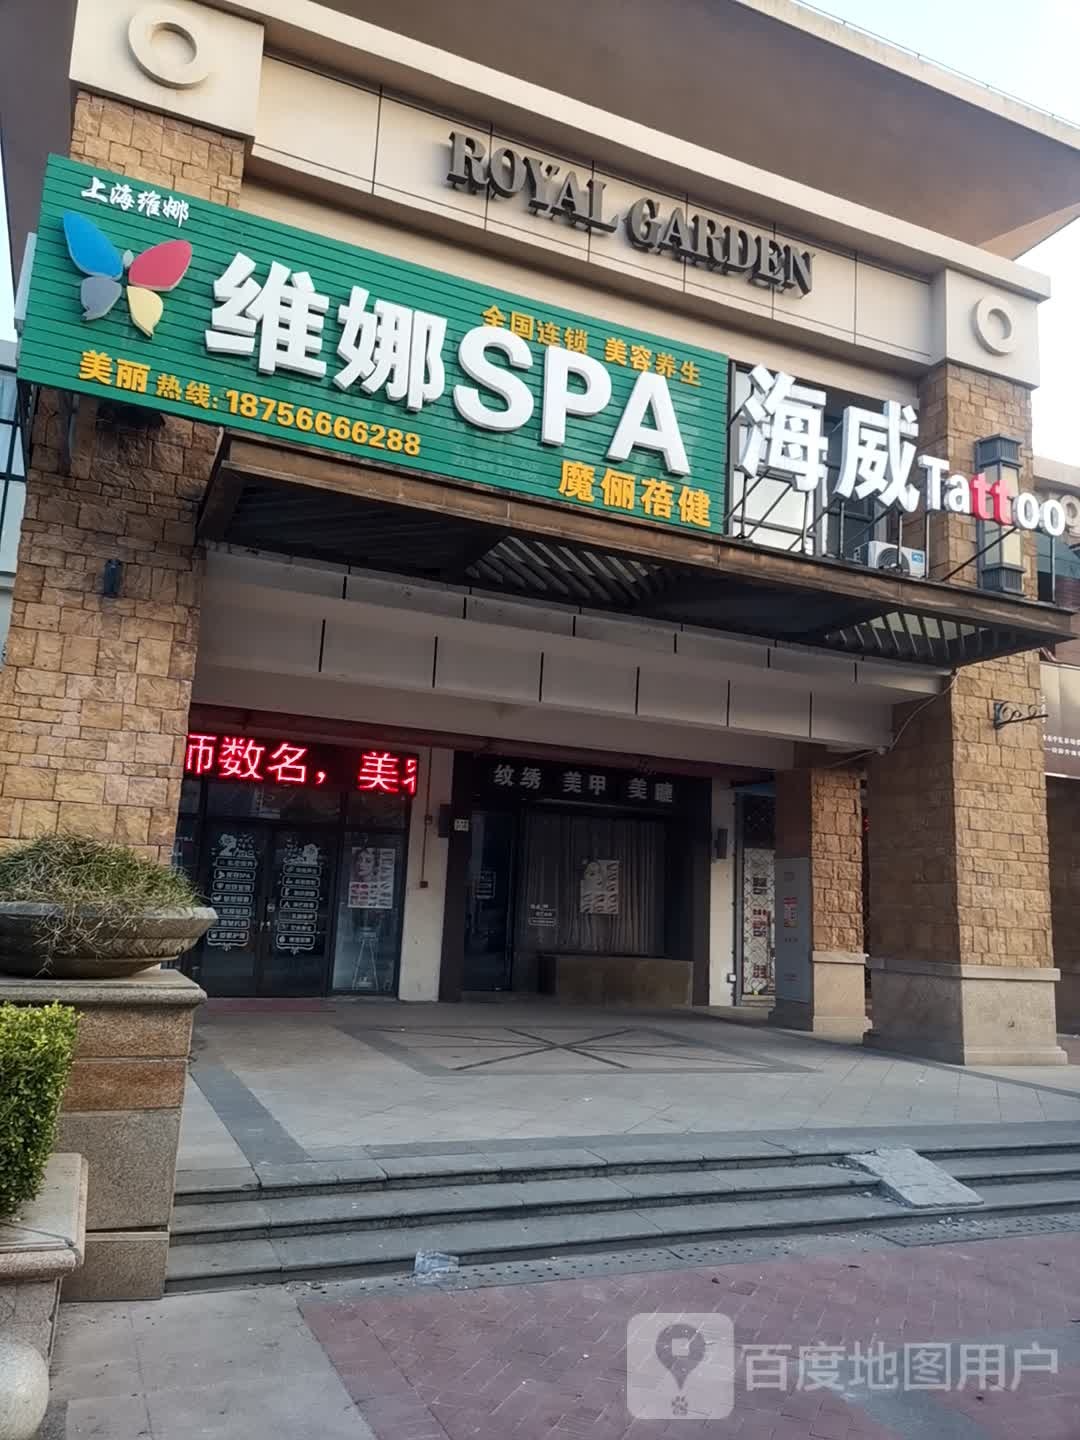 ROYAL GARDEN
上海维娜
维娜SPA
全国连锁 美容养生
美丽热线:18756666288
魔俪蓓健
海威Tattoo
师数名，美容
纹绣 美甲 美睫
百度地图用户